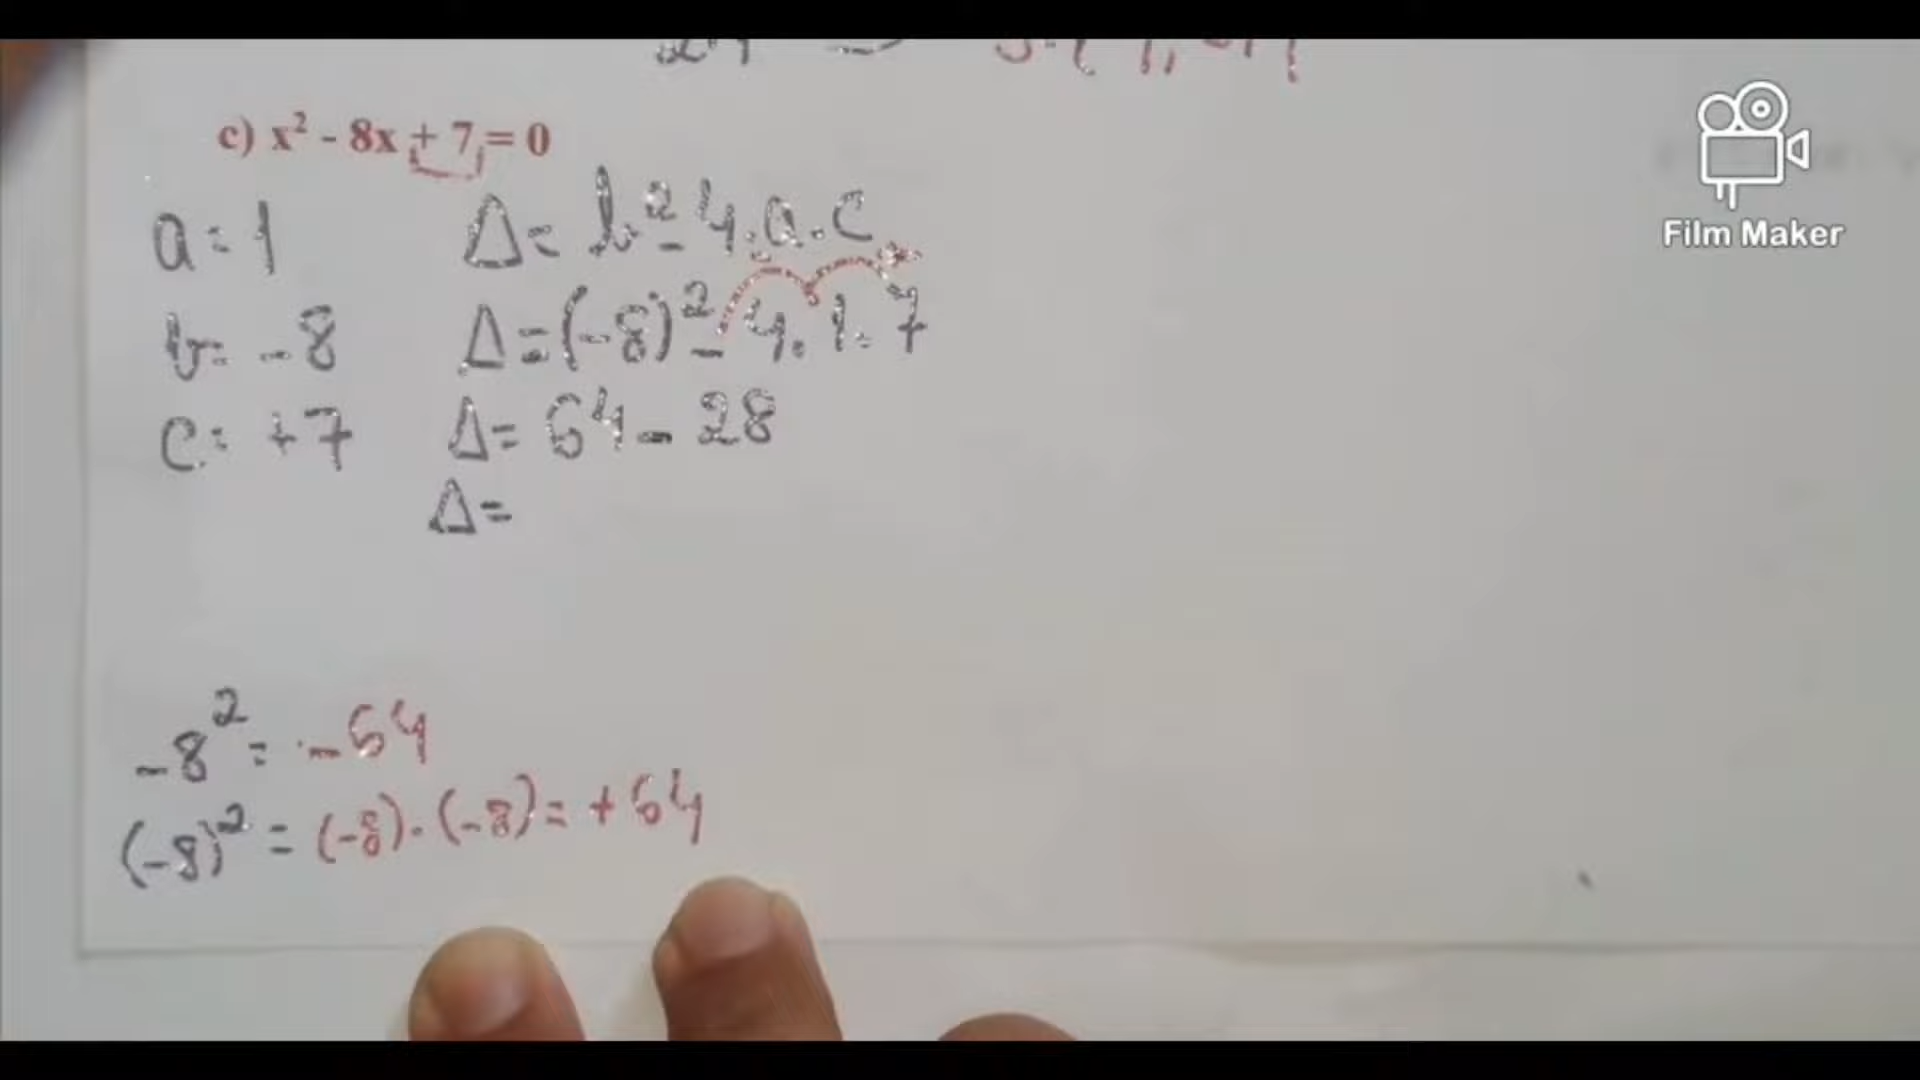 c) x² - 8x + 7 = 0
a = 1
Δ = b² - 4.a.c
b = -8
Δ = (-8)² - 4.1.7
c = +7
Δ = 64 - 28
Δ =
-8² = -64
(-8)² = (-8).(-8) = +64
Film Maker